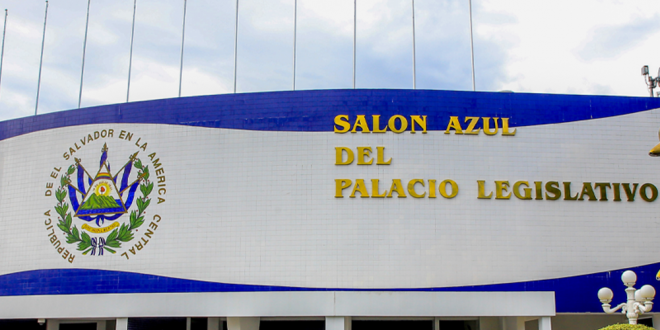 SALON AZUL
DEL
PALACIO LEGISLATIVO
REPUBLICA DE EL SALVADOR EN LA AMERICA CENTRAL